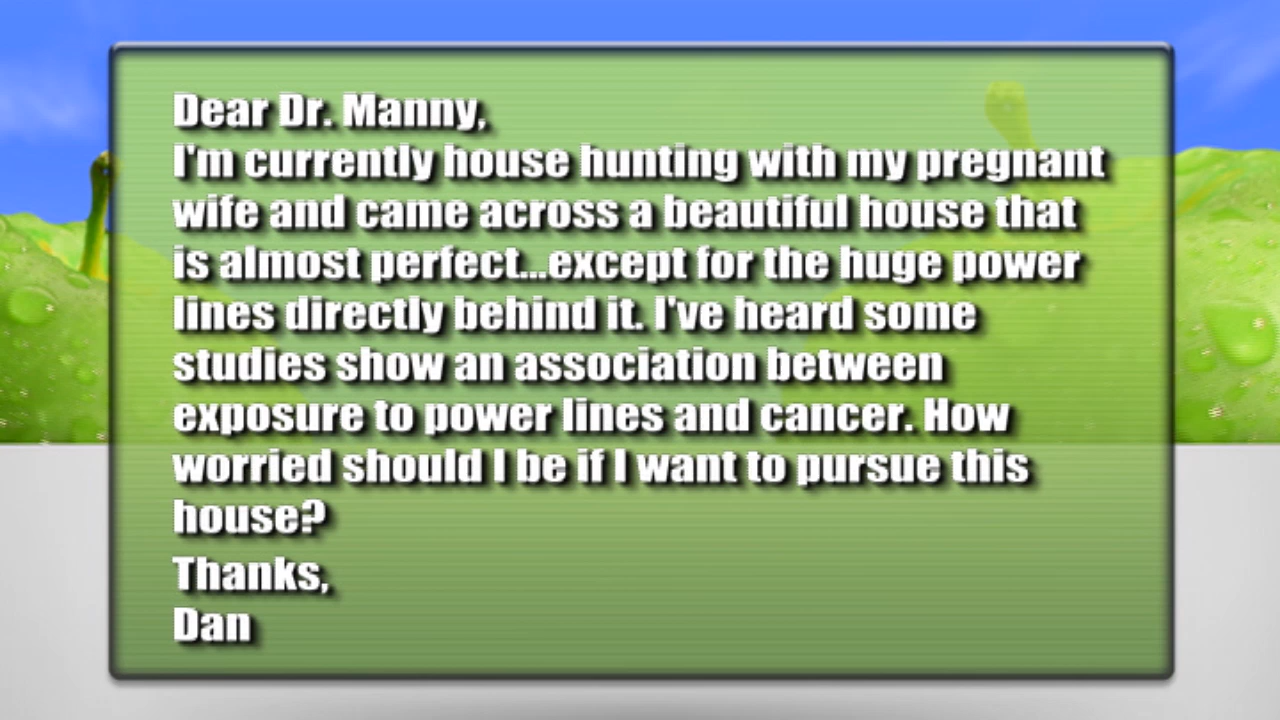 Dear Dr. Manny,
I'm currently house hunting with my pregnant
wife and came across a beautiful house that
is almost perfect...except for the huge power
lines directly behind it. I've heard some
studies show an association between
exposure to power lines and cancer. How
worried should I be if I want to pursue this
house?
Thanks,
Dan